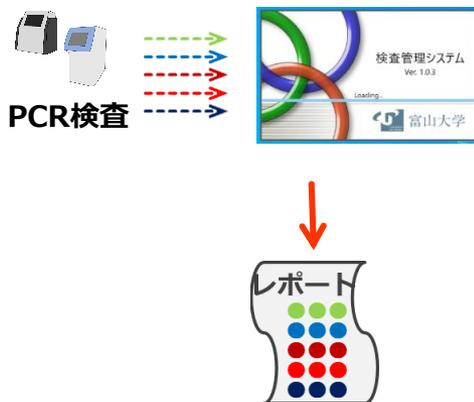 PCR検査
検査管理システム
Ver. 1.0.3
Loading...
富山大学
レポート